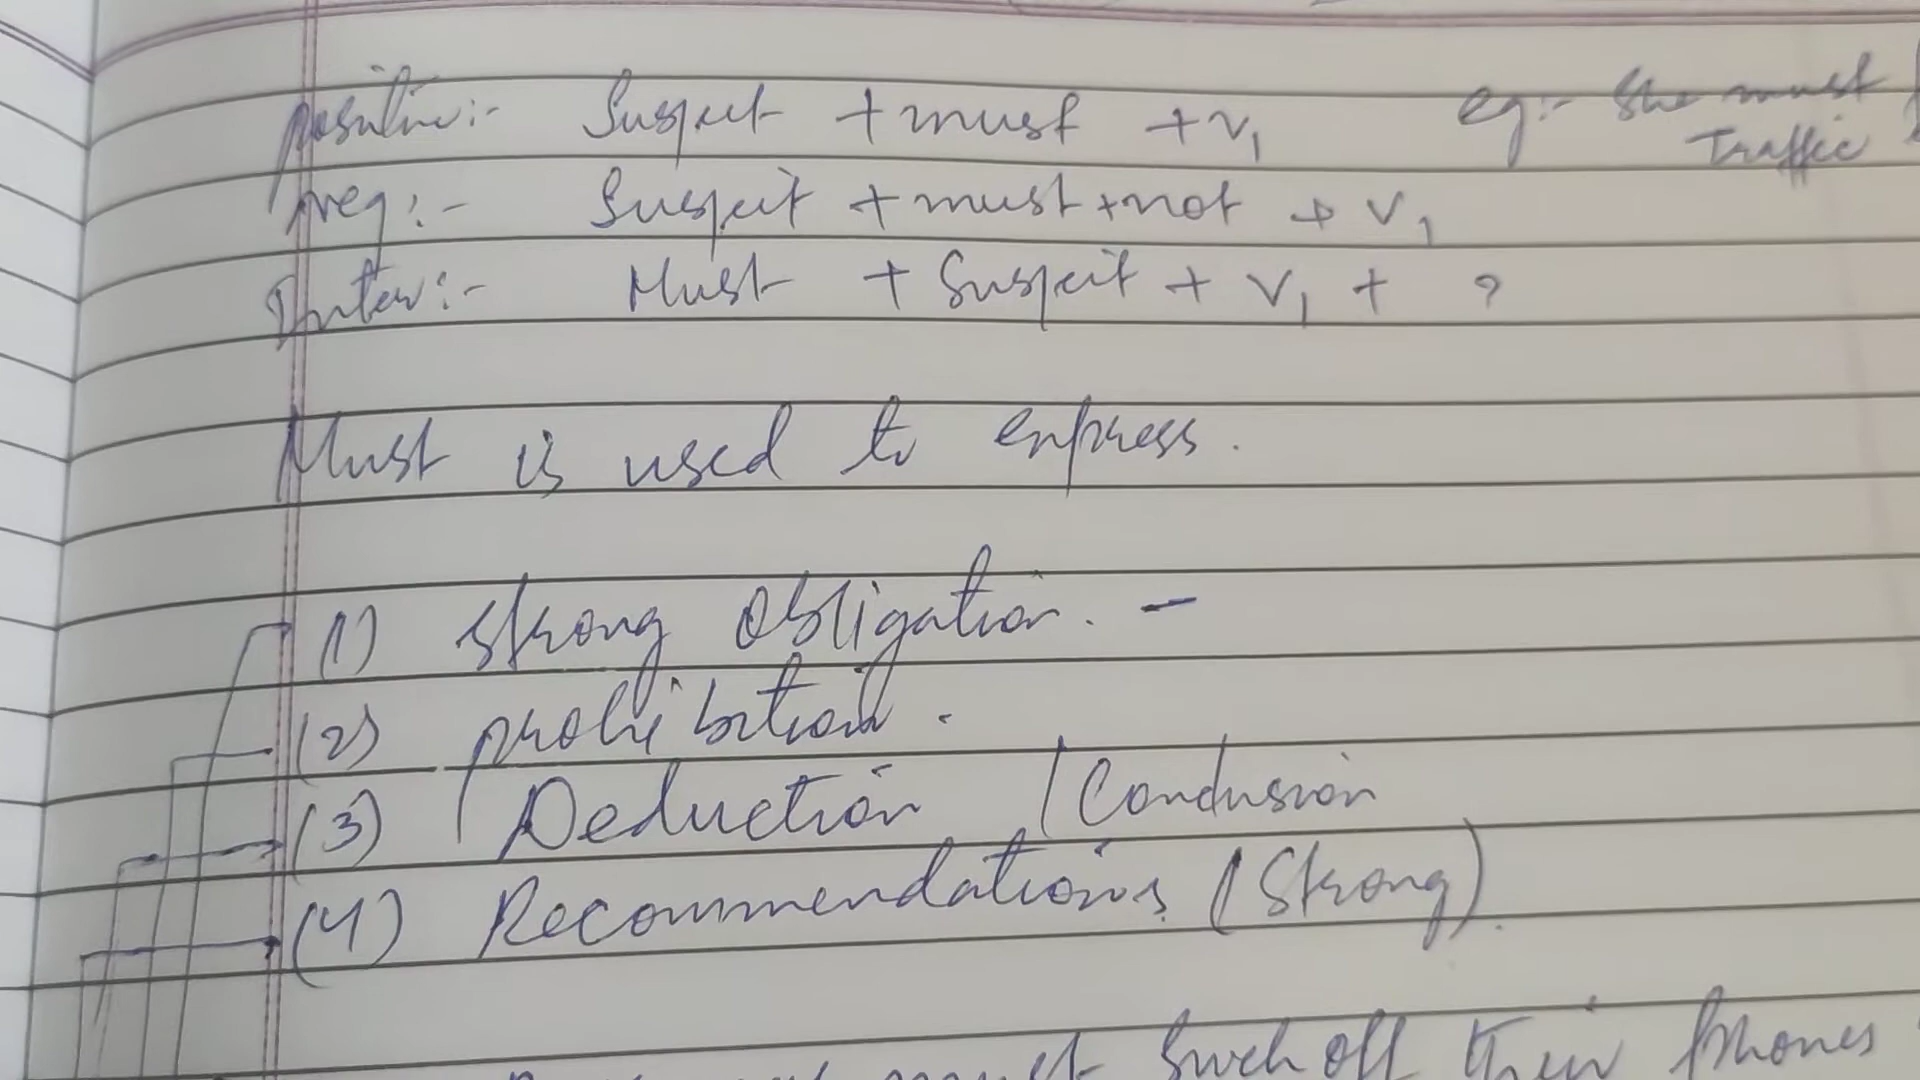 positive:- Suspect + must + V1 eg:- She must
Traffic
neg:- Suspect + must + not + V1
Inter:- Must + Suspect + V1 + ?
Must is used to express.
(1) strong obligation. -
(2) prohibition.
(3) Deduction / Conclusion
(4) Recommendations (Strong).
must Swich off their phones